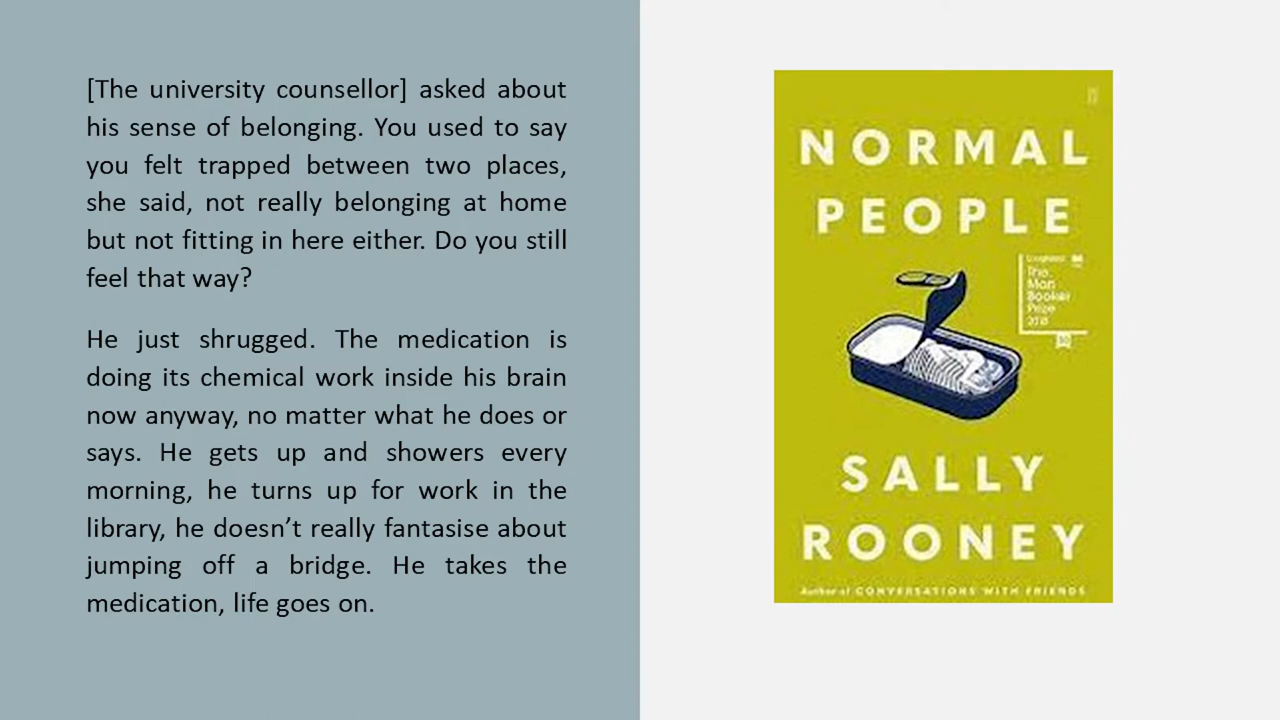 [The university counsellor] asked about
his sense of belonging. You used to say
you felt trapped between two places,
she said, not really belonging at home
but not fitting in here either. Do you still
feel that way?
He just shrugged. The medication is
doing its chemical work inside his brain
now anyway, no matter what he does or
says. He gets up and showers every
morning, he turns up for work in the
library, he doesn’t really fantasise about
jumping off a bridge. He takes the
medication, life goes on.
NORMAL
PEOPLE
Longlisted
The
Man
Booker
Prize
2018
SALLY
ROONEY
Author of CONVERSATIONS WITH FRIENDS